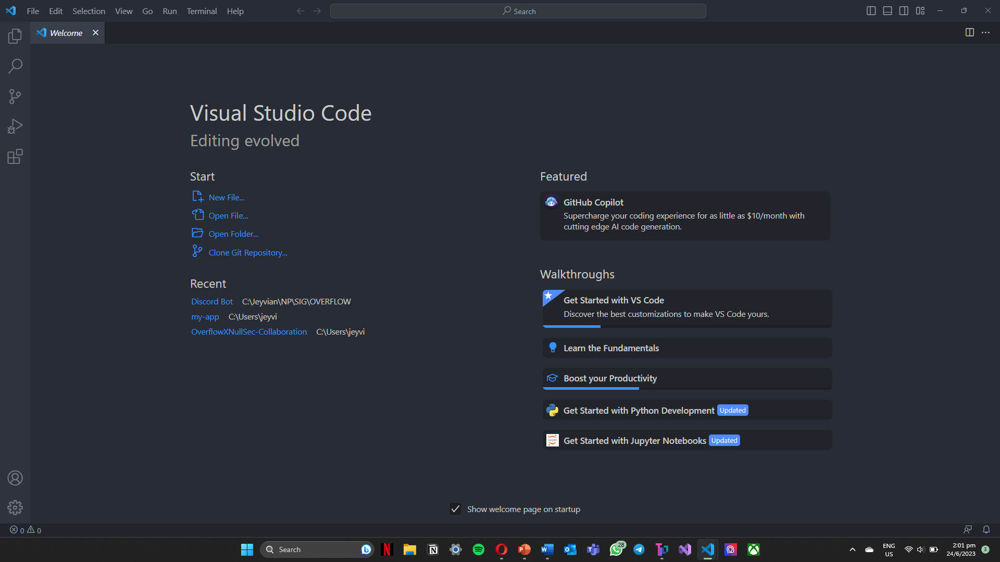 File Edit Selection View Go Run Terminal Help
Search
Welcome
Visual Studio Code
Editing evolved
Start
New File...
Open File...
Open Folder...
Clone Git Repository...
Recent
Discord Bot C:\Jeyvian\NP\SIG\OVERFLOW
my-app C:\Users\jeyvi
OverflowXNullSec-Collaboration C:\Users\jeyvi
Featured
GitHub Copilot
Supercharge your coding experience for as little as $10/month with
cutting edge AI code generation.
Walkthroughs
Get Started with VS Code
Discover the best customizations to make VS Code yours.
Learn the Fundamentals
Boost your Productivity
Get Started with Python Development Updated
Get Started with Jupyter Notebooks Updated
Show welcome page on startup
0 0
Search
28
ENG
US
2:01 pm
24/6/2023
3